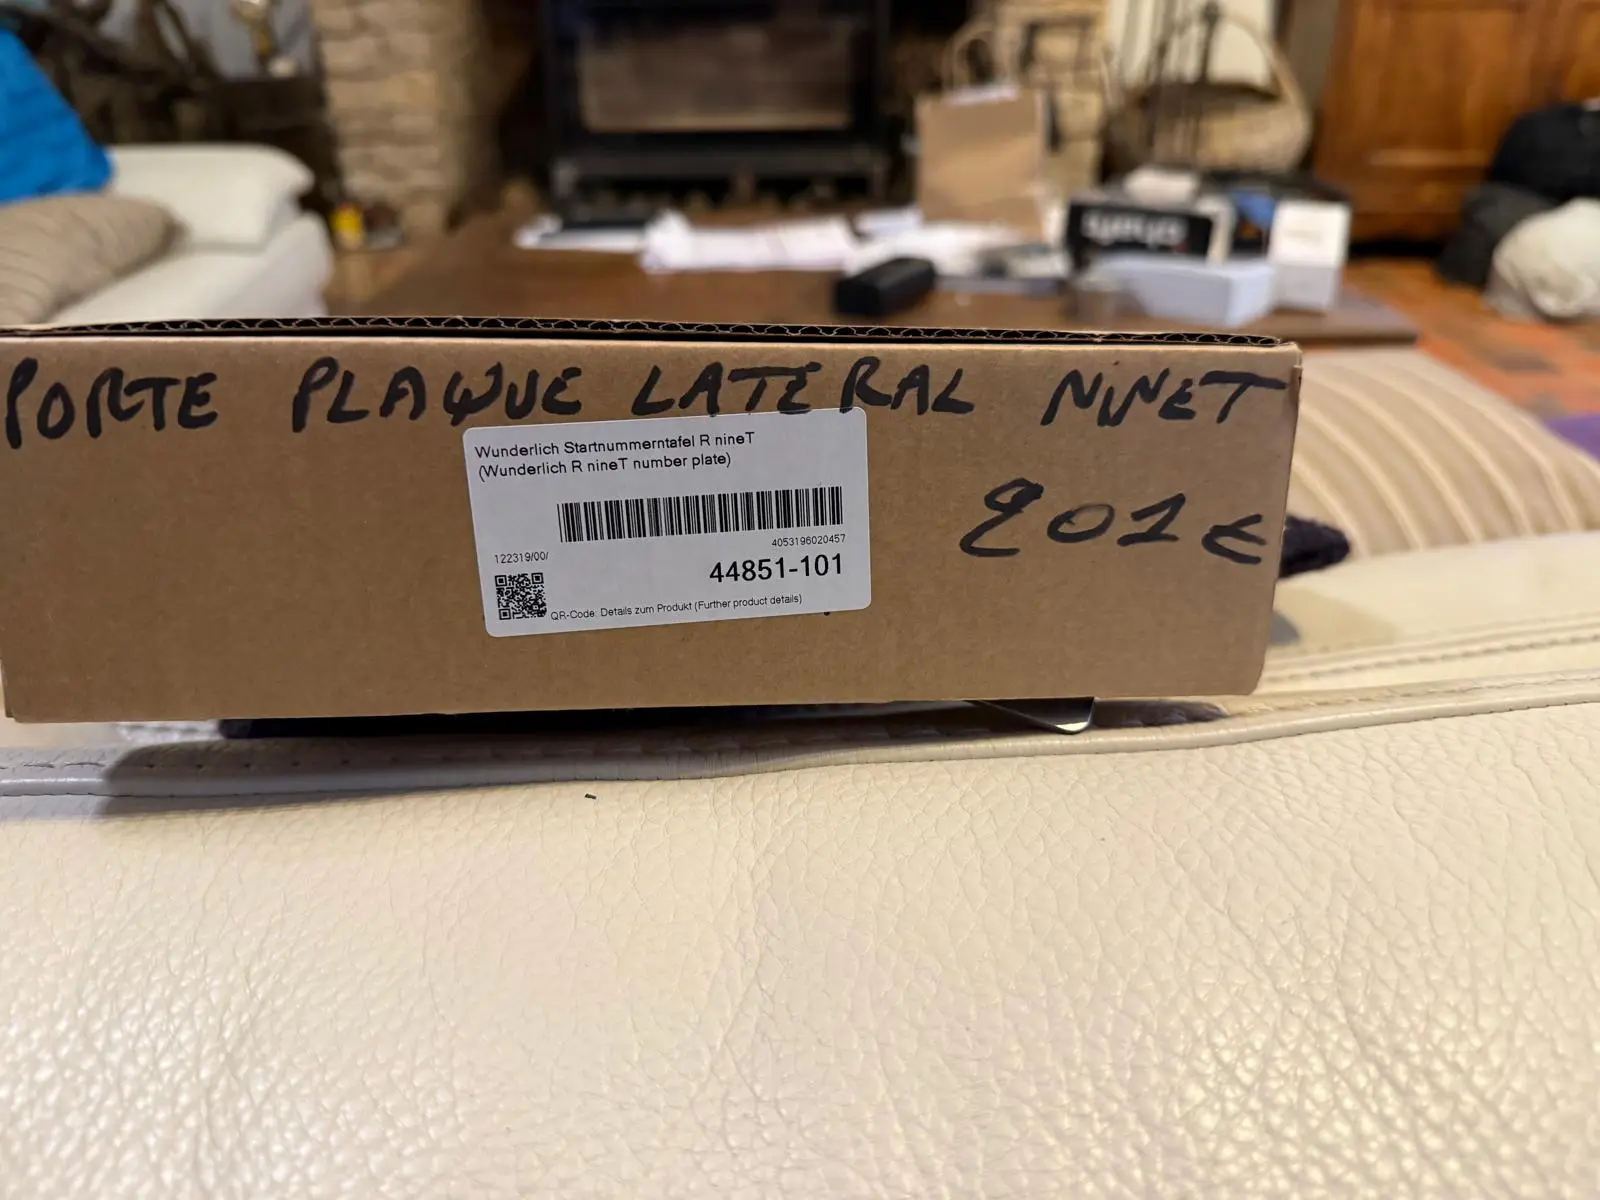 PORTE PLAQUE LATERAL NINET
Wunderlich Startnummerntafel R nineT
(Wunderlich R nineT number plate)
4053196020457
122319/00/
44851-101
QR-Code: Details zum Produkt (Further product details)
201€